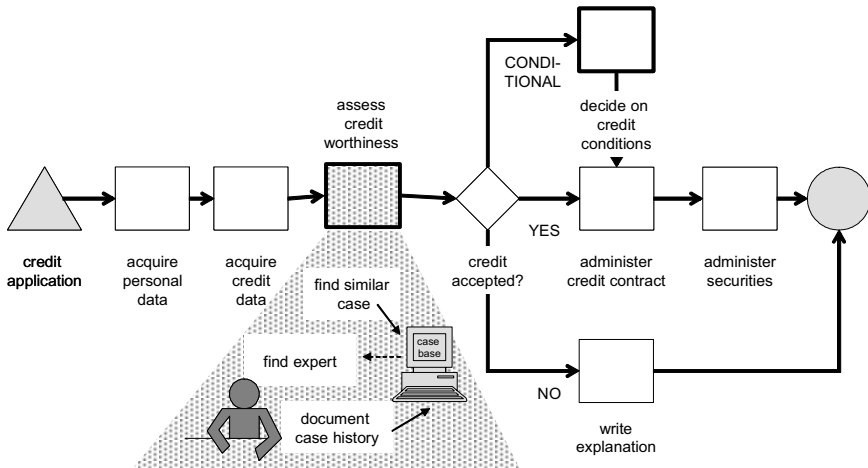 CONDI-
TIONAL
decide on
credit
conditions
assess
credit
worthiness
credit
application
acquire
personal
data
acquire
credit
data
credit
accepted?
YES
administer
credit contract
administer
securities
find similar
case
case
base
find expert
document
case history
NO
write
explanation